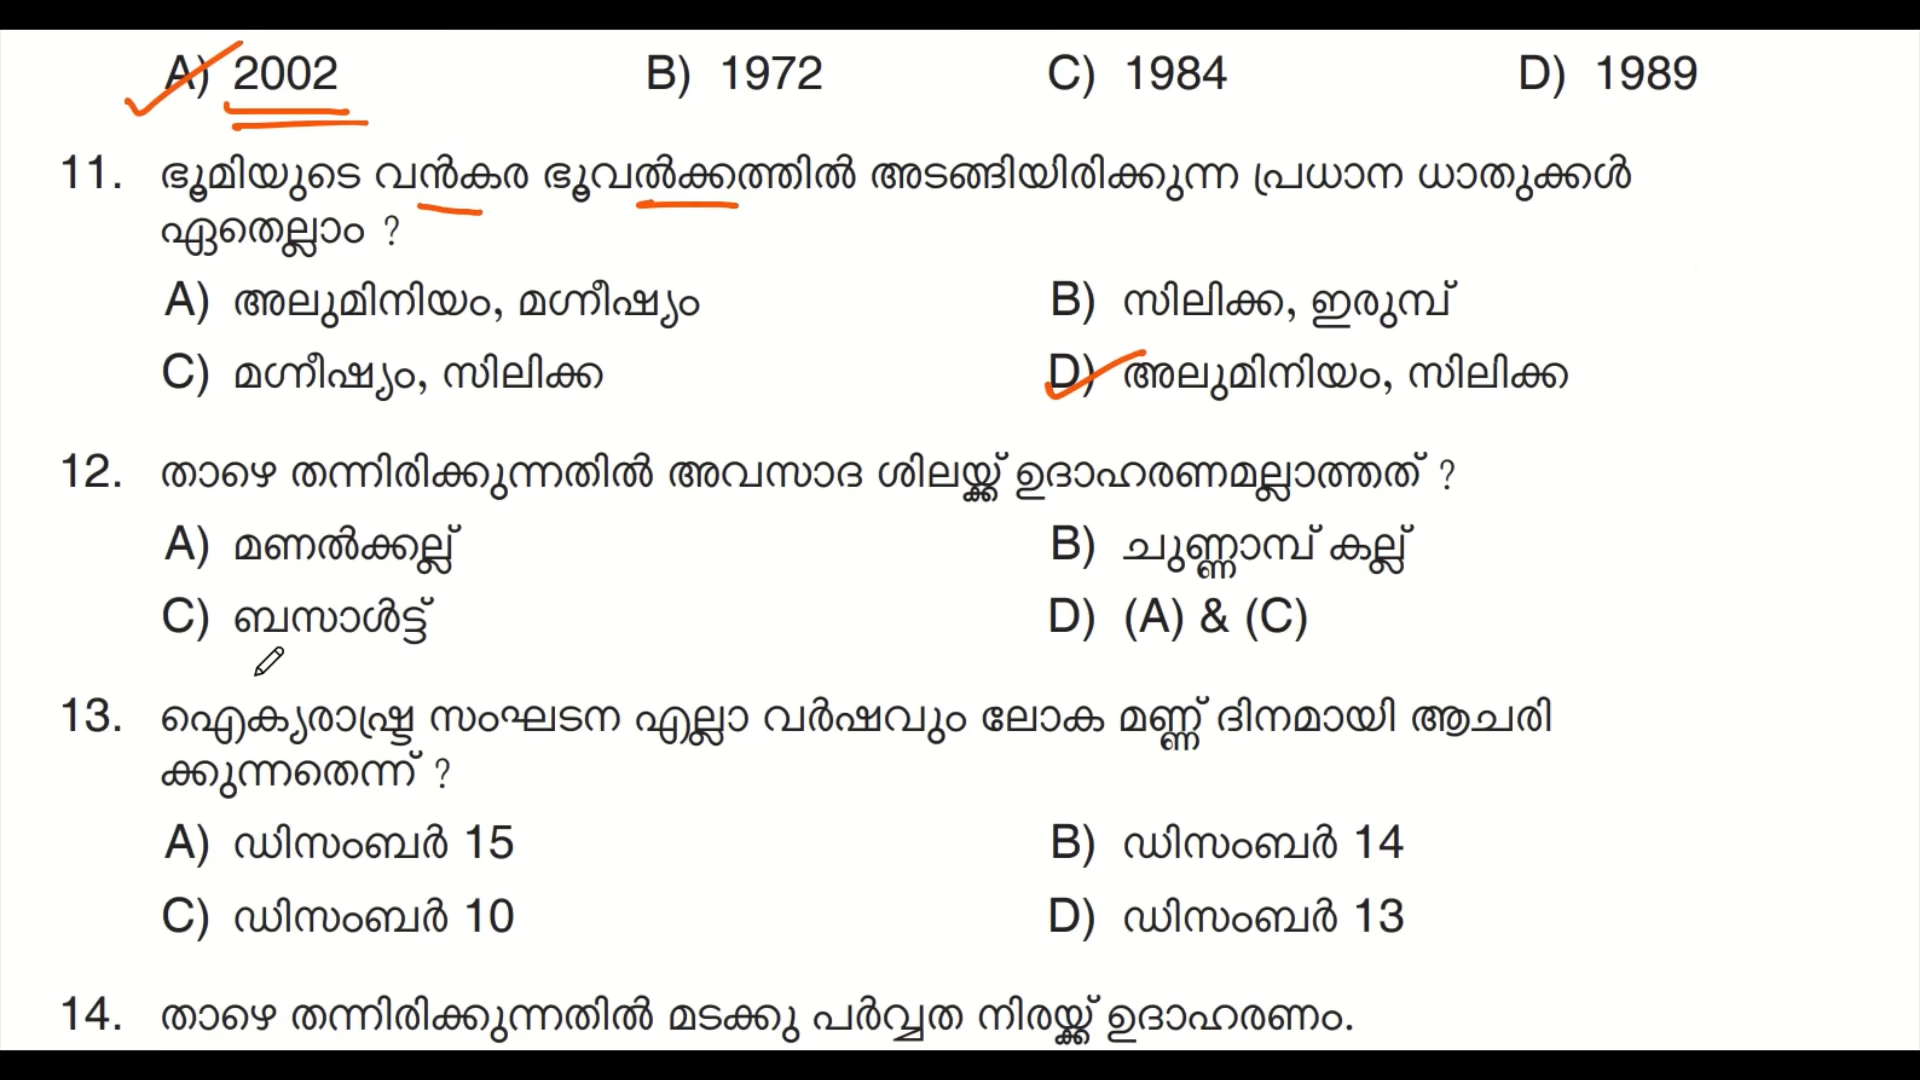 A) 2002 B) 1972 C) 1984 D) 1989
11. ഭൂമിയുടെ വൻകര ഭൂവൽക്കത്തിൽ അടങ്ങിയിരിക്കുന്ന പ്രധാന ധാതുക്കൾ
ഏതെല്ലാം ?
A) അലുമിനിയം, മഗ്നീഷ്യം B) സിലിക്ക, ഇരുമ്പ്
C) മഗ്നീഷ്യം, സിലിക്ക D) അലുമിനിയം, സിലിക്ക
12. താഴെ തന്നിരിക്കുന്നതിൽ അവസാദ ശിലയ്ക്ക് ഉദാഹരണമല്ലാത്തത് ?
A) മണൽക്കല്ല് B) ചുണ്ണാമ്പ് കല്ല്
C) ബസാൾട്ട് D) (A) & (C)
13. ഐക്യരാഷ്ട്ര സംഘടന എല്ലാ വർഷവും ലോക മണ്ണ് ദിനമായി ആചരി
ക്കുന്നതെന്ന് ?
A) ഡിസംബർ 15 B) ഡിസംബർ 14
C) ഡിസംബർ 10 D) ഡിസംബർ 13
14. താഴെ തന്നിരിക്കുന്നതിൽ മടക്കു പർവ്വത നിരയ്ക്ക് ഉദാഹരണം.